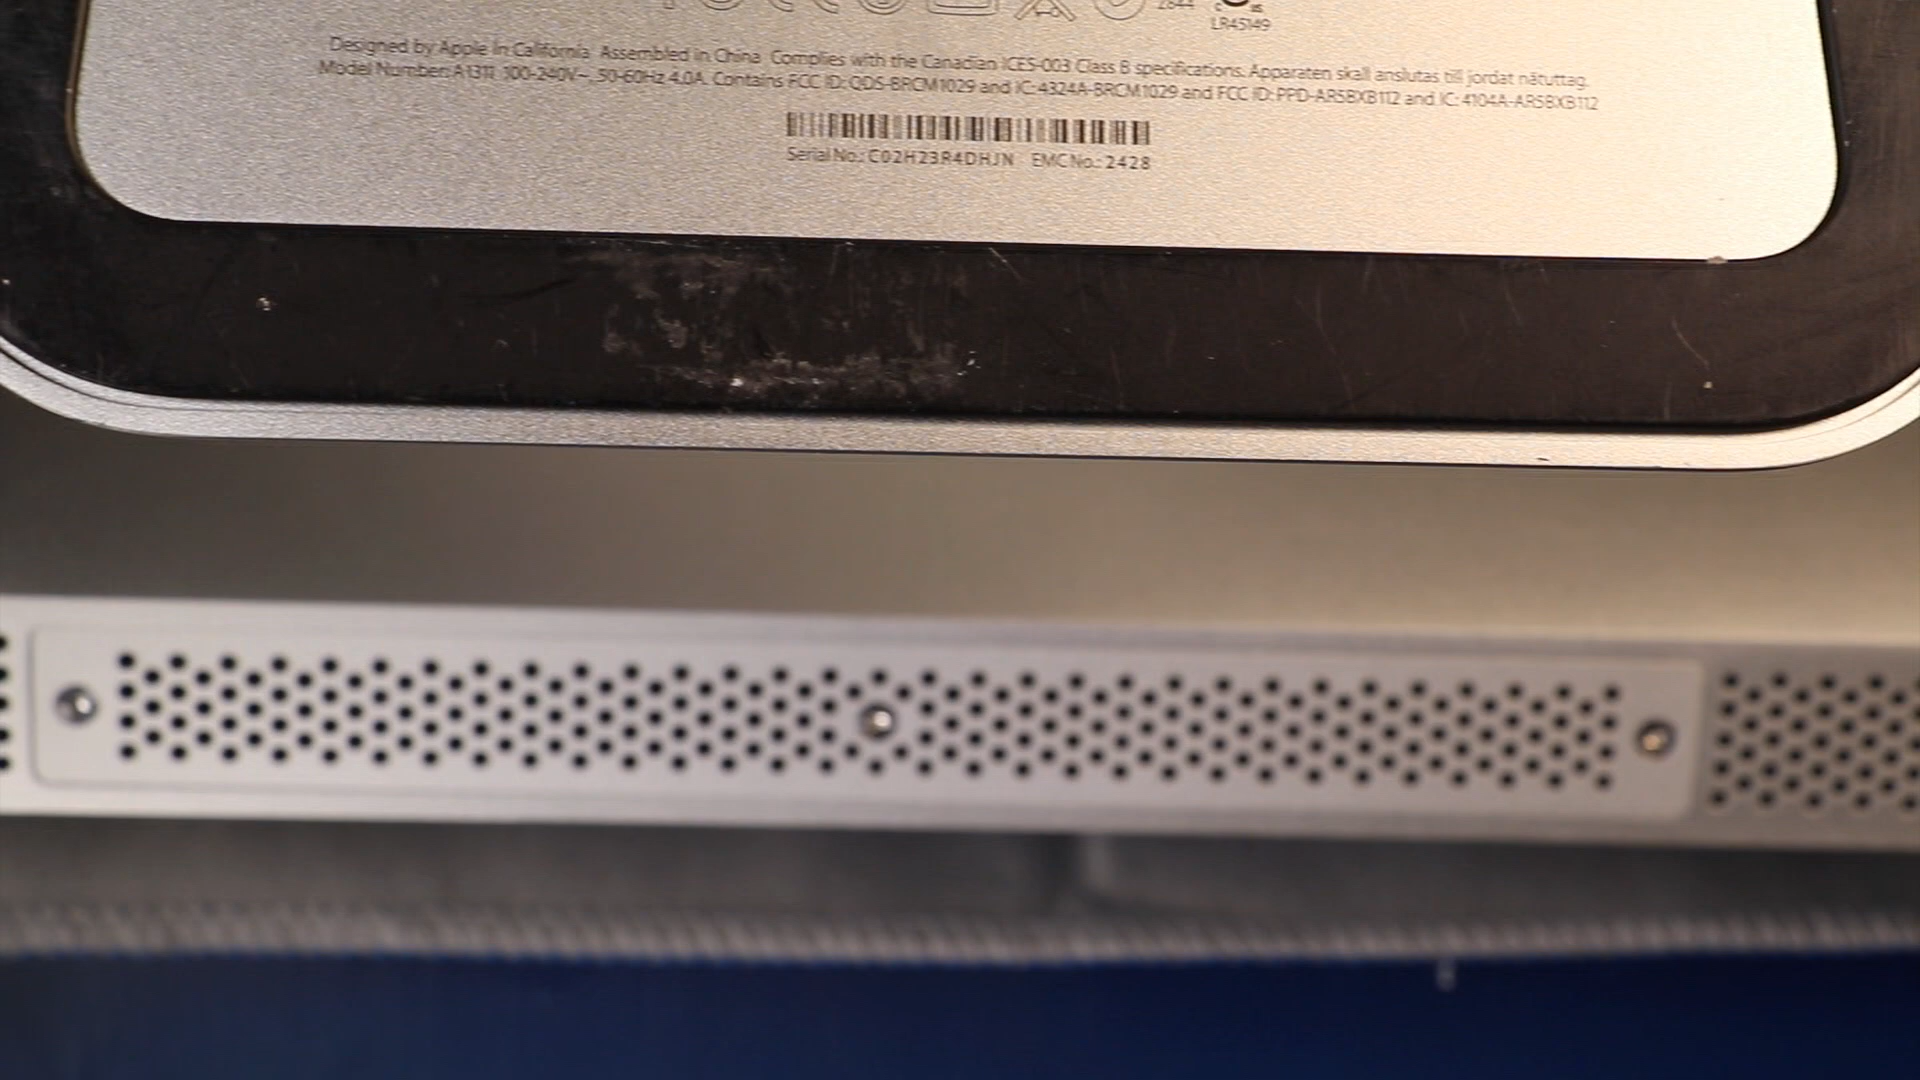 2844
LR45149
Designed by Apple in California Assembled in China Complies with the Canadian ICES-003 Class B specifications. Apparaten skall anslutas till jordat nätuttag.
Model Number: A1311 100-240V~ 50-60Hz 4.0A. Contains FCC ID: QDS-BRCM1029 and IC: 4324A-BRCM1029 and FCC ID: PPD-AR5BXB112 and IC: 4104A-AR5BXB112
Serial No.: C02H23R4DHJN EMC No.: 2428